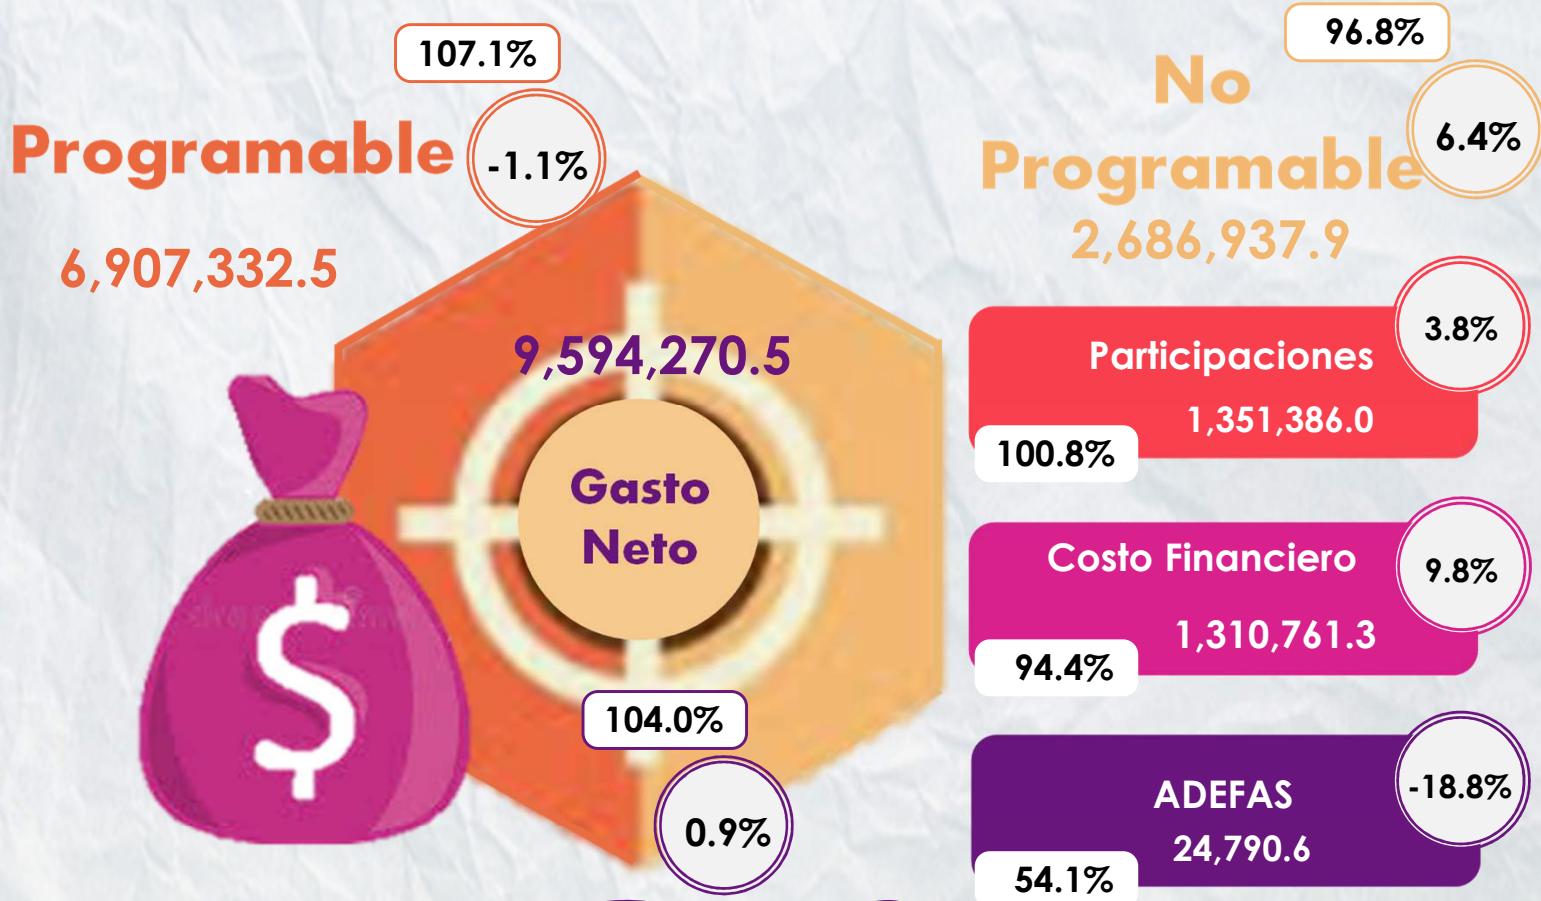 107.1%
Programable
-1.1%
6,907,332.5
96.8%
No
Programable
6.4%
2,686,937.9
9,594,270.5
Gasto
Neto
104.0%
0.9%
Participaciones
3.8%
1,351,386.0
100.8%
Costo Financiero
9.8%
1,310,761.3
94.4%
ADEFAS
-18.8%
24,790.6
54.1%
$